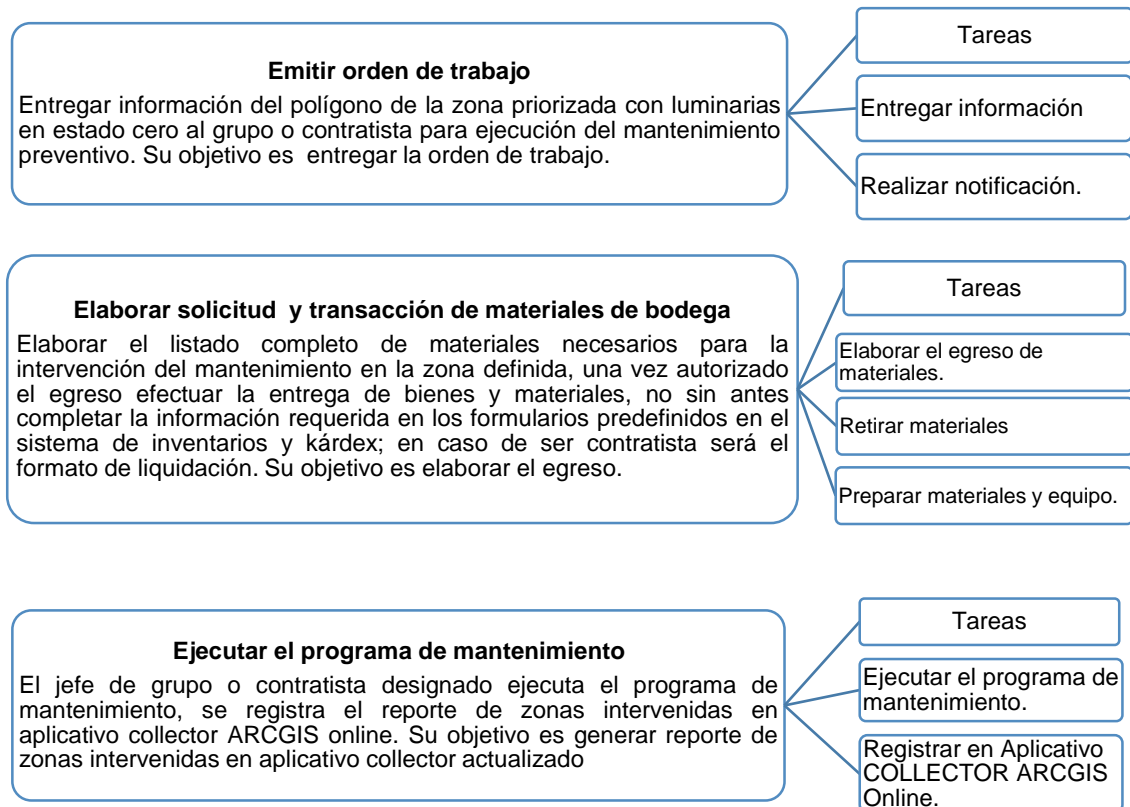 Emitir orden de trabajo
Entregar información del polígono de la zona priorizada con luminarias
en estado cero al grupo o contratista para ejecución del mantenimiento
preventivo. Su objetivo es entregar la orden de trabajo.
Tareas
Entregar información
Realizar notificación.
Elaborar solicitud y transacción de materiales de bodega
Elaborar el listado completo de materiales necesarios para la
intervención del mantenimiento en la zona definida, una vez autorizado
el egreso efectuar la entrega de bienes y materiales, no sin antes
completar la información requerida en los formularios predefinidos en el
sistema de inventarios y kárdex; en caso de ser contratista será el
formato de liquidación. Su objetivo es elaborar el egreso.
Tareas
Elaborar el egreso de
materiales.
Retirar materiales
Preparar materiales y equipo.
Ejecutar el programa de mantenimiento
El jefe de grupo o contratista designado ejecuta el programa de
mantenimiento, se registra el reporte de zonas intervenidas en
aplicativo collector ARCGIS online. Su objetivo es generar reporte de
zonas intervenidas en aplicativo collector actualizado
Tareas
Ejecutar el programa de
mantenimiento.
Registrar en Aplicativo
COLLECTOR ARCGIS
Online.